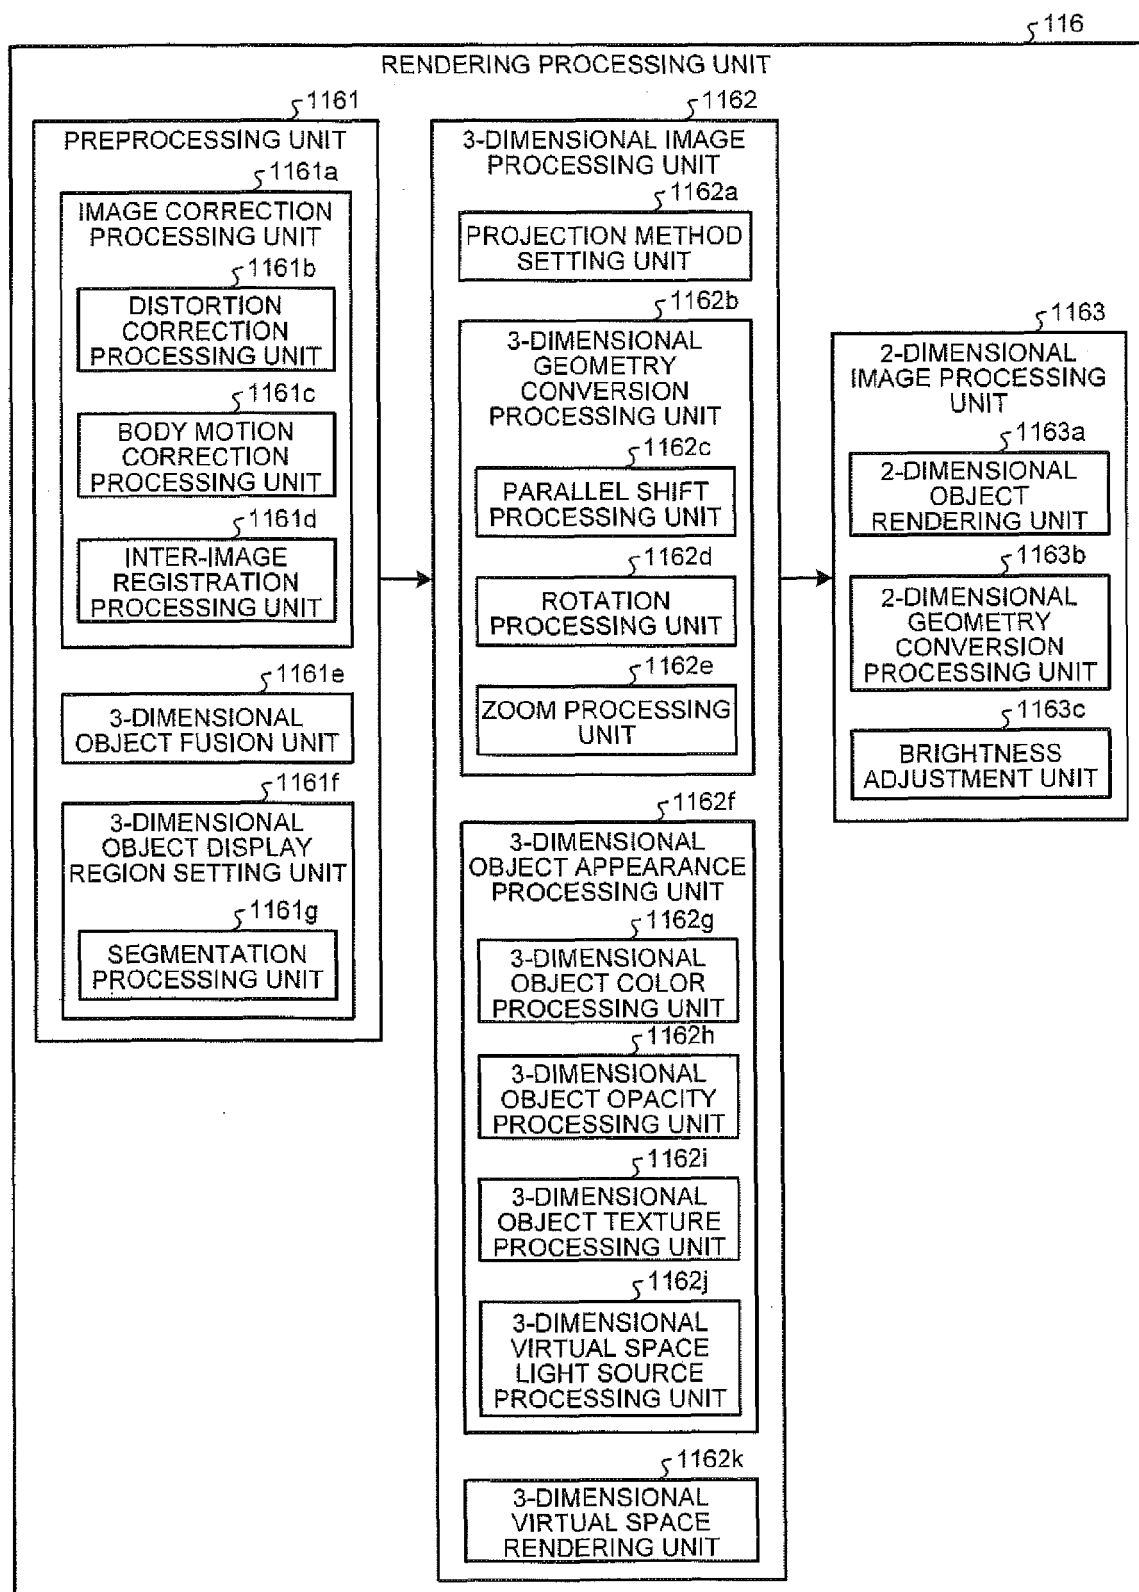 116
RENDERING PROCESSING UNIT
1161
PREPROCESSING UNIT
1161a
IMAGE CORRECTION
PROCESSING UNIT
1161b
DISTORTION
CORRECTION
PROCESSING UNIT
1161c
BODY MOTION
CORRECTION
PROCESSING UNIT
1161d
INTER-IMAGE
REGISTRATION
PROCESSING UNIT
1161e
3-DIMENSIONAL
OBJECT FUSION UNIT
1161f
3-DIMENSIONAL
OBJECT DISPLAY
REGION SETTING UNIT
1161g
SEGMENTATION
PROCESSING UNIT
1162
3-DIMENSIONAL IMAGE
PROCESSING UNIT
1162a
PROJECTION METHOD
SETTING UNIT
1162b
3-DIMENSIONAL
GEOMETRY
CONVERSION
PROCESSING UNIT
1162c
PARALLEL SHIFT
PROCESSING UNIT
1162d
ROTATION
PROCESSING UNIT
1162e
ZOOM PROCESSING
UNIT
1162f
3-DIMENSIONAL
OBJECT APPEARANCE
PROCESSING UNIT
1162g
3-DIMENSIONAL
OBJECT COLOR
PROCESSING UNIT
1162h
3-DIMENSIONAL
OBJECT OPACITY
PROCESSING UNIT
1162i
3-DIMENSIONAL
OBJECT TEXTURE
PROCESSING UNIT
1162j
3-DIMENSIONAL
VIRTUAL SPACE
LIGHT SOURCE
PROCESSING UNIT
1162k
3-DIMENSIONAL
VIRTUAL SPACE
RENDERING UNIT
1163
2-DIMENSIONAL
IMAGE PROCESSING
UNIT
1163a
2-DIMENSIONAL
OBJECT
RENDERING UNIT
1163b
2-DIMENSIONAL
GEOMETRY
CONVERSION
PROCESSING UNIT
1163c
BRIGHTNESS
ADJUSTMENT UNIT